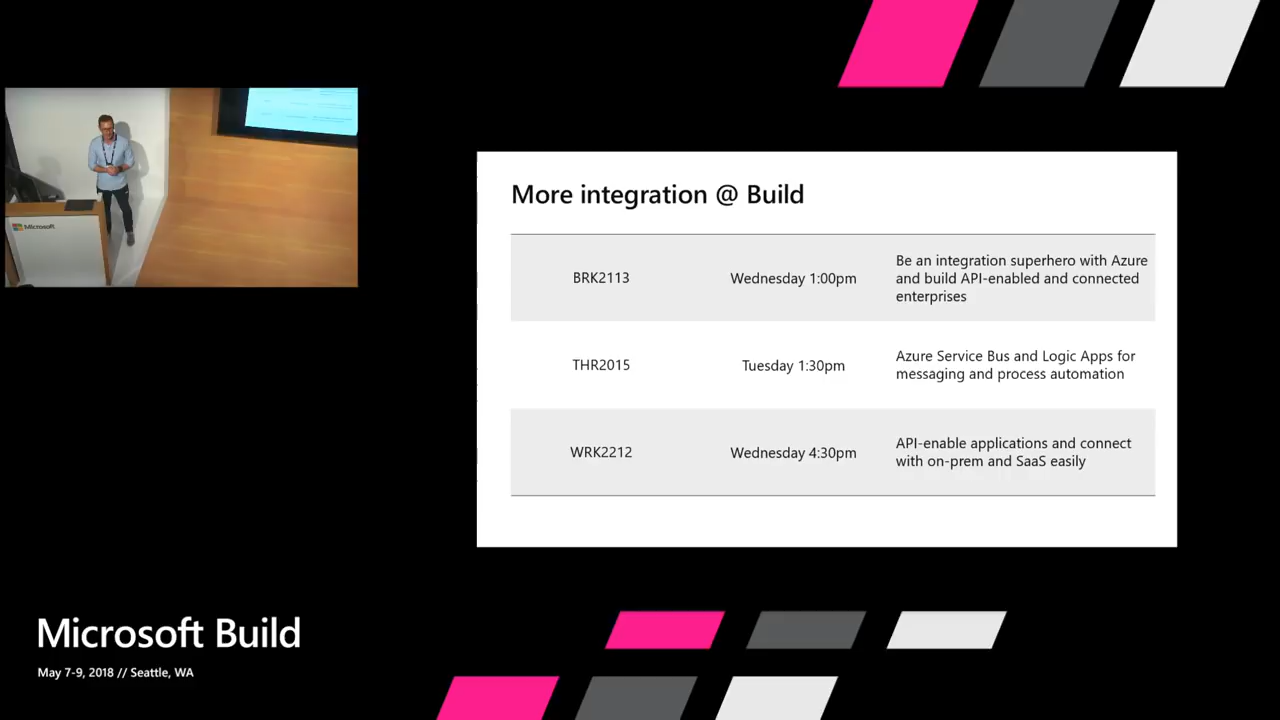 Microsoft
More integration @ Build
BRK2113
Wednesday 1:00pm
Be an integration superhero with Azure
and build API-enabled and connected
enterprises
THR2015
Tuesday 1:30pm
Azure Service Bus and Logic Apps for
messaging and process automation
WRK2212
Wednesday 4:30pm
API-enable applications and connect
with on-prem and SaaS easily
Microsoft Build
May 7-9, 2018 // Seattle, WA